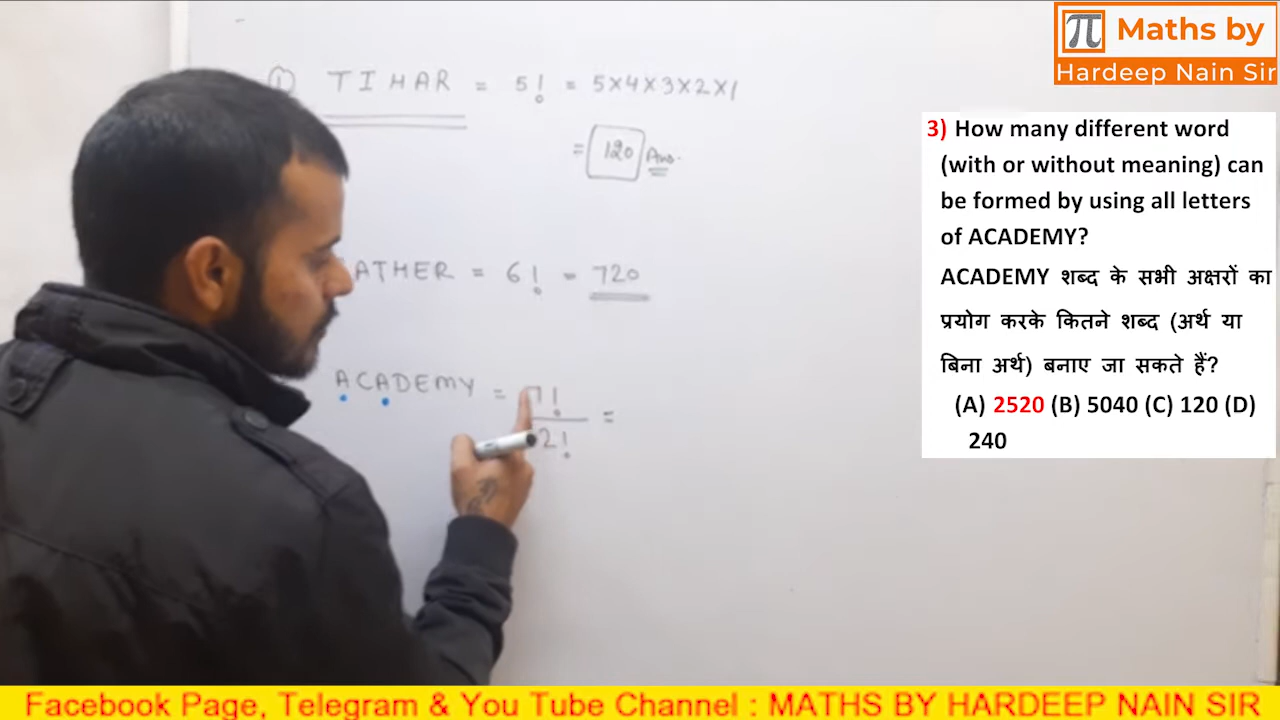 π Maths by
Hardeep Nain Sir
① TIHAR = 5! = 5×4×3×2×1
= 120 Ans.
ATHER = 6! = 720
ACADEMY = 7!
2!
=
3) How many different word
(with or without meaning) can
be formed by using all letters
of ACADEMY?
ACADEMY शब्द के सभी अक्षरों का
प्रयोग करके कितने शब्द (अर्थ या
बिना अर्थ) बनाए जा सकते हैं?
(A) 2520 (B) 5040 (C) 120 (D)
240
Facebook Page, Telegram & You Tube Channel : MATHS BY HARDEEP NAIN SIR